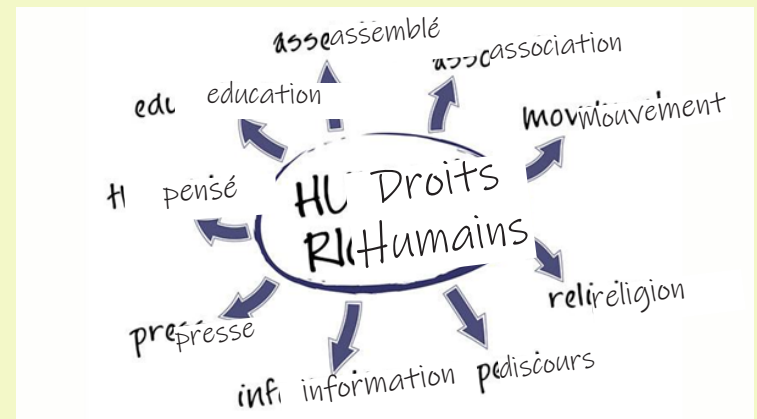 asse assemblé
asso association
edu education
mov mouvement
H pensé
HU Droits
RI Humains
reli religion
pre presse
inf information
pe discours